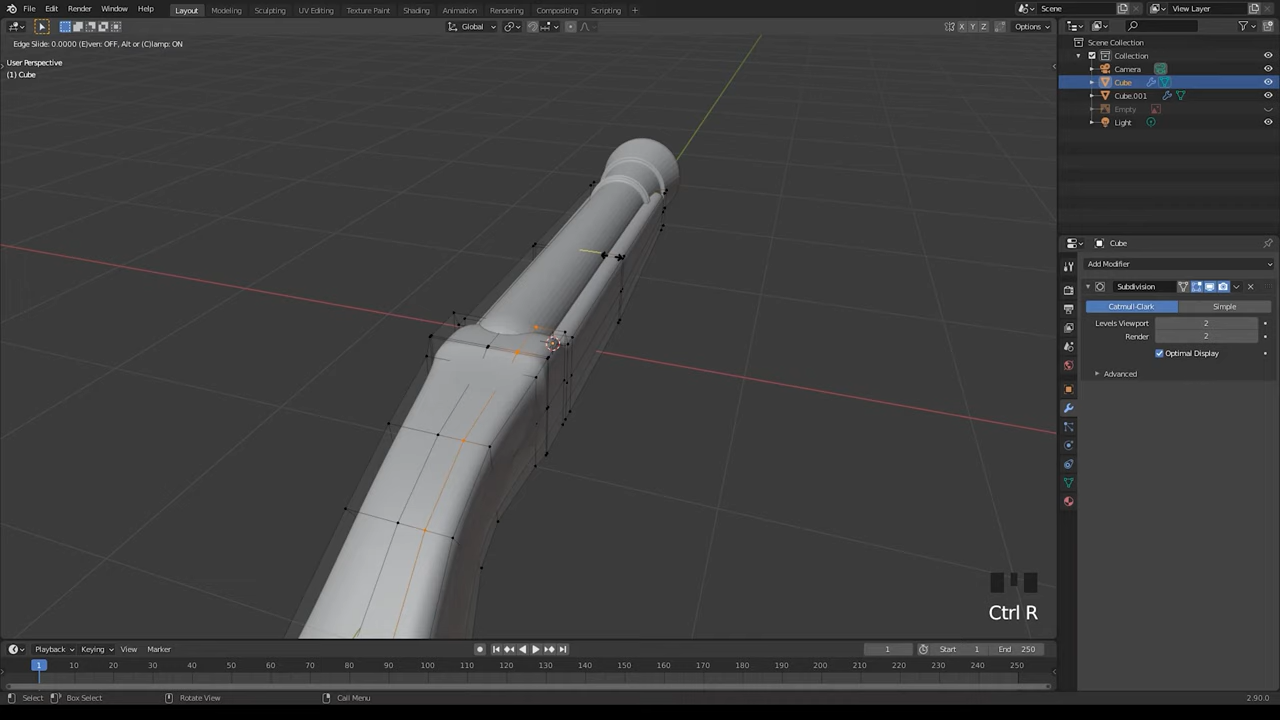 File Edit Render Window Help Layout Modeling Sculpting UV Editing Texture Paint Shading Animation Rendering Compositing Scripting + Scene View Layer
Global X Y Z Options
Edge Slide: 0.0000 (E)ven: OFF, Alt or (C)lamp: ON
User Perspective
(1) Cube
Scene Collection
Collection
Camera
Cube
Cube.001
Empty
Light
Cube
Add Modifier
Subdivision
Catmull-Clark Simple
Levels Viewport 2
Render 2
Optimal Display
Advanced
Ctrl R
Playback Keying View Marker 1 Start 1 End 250
1 10 20 30 40 50 60 70 80 90 100 110 120 130 140 150 160 170 180 190 200 210 220 230 240 250
Select Box Select Rotate View Call Menu 2.90.0